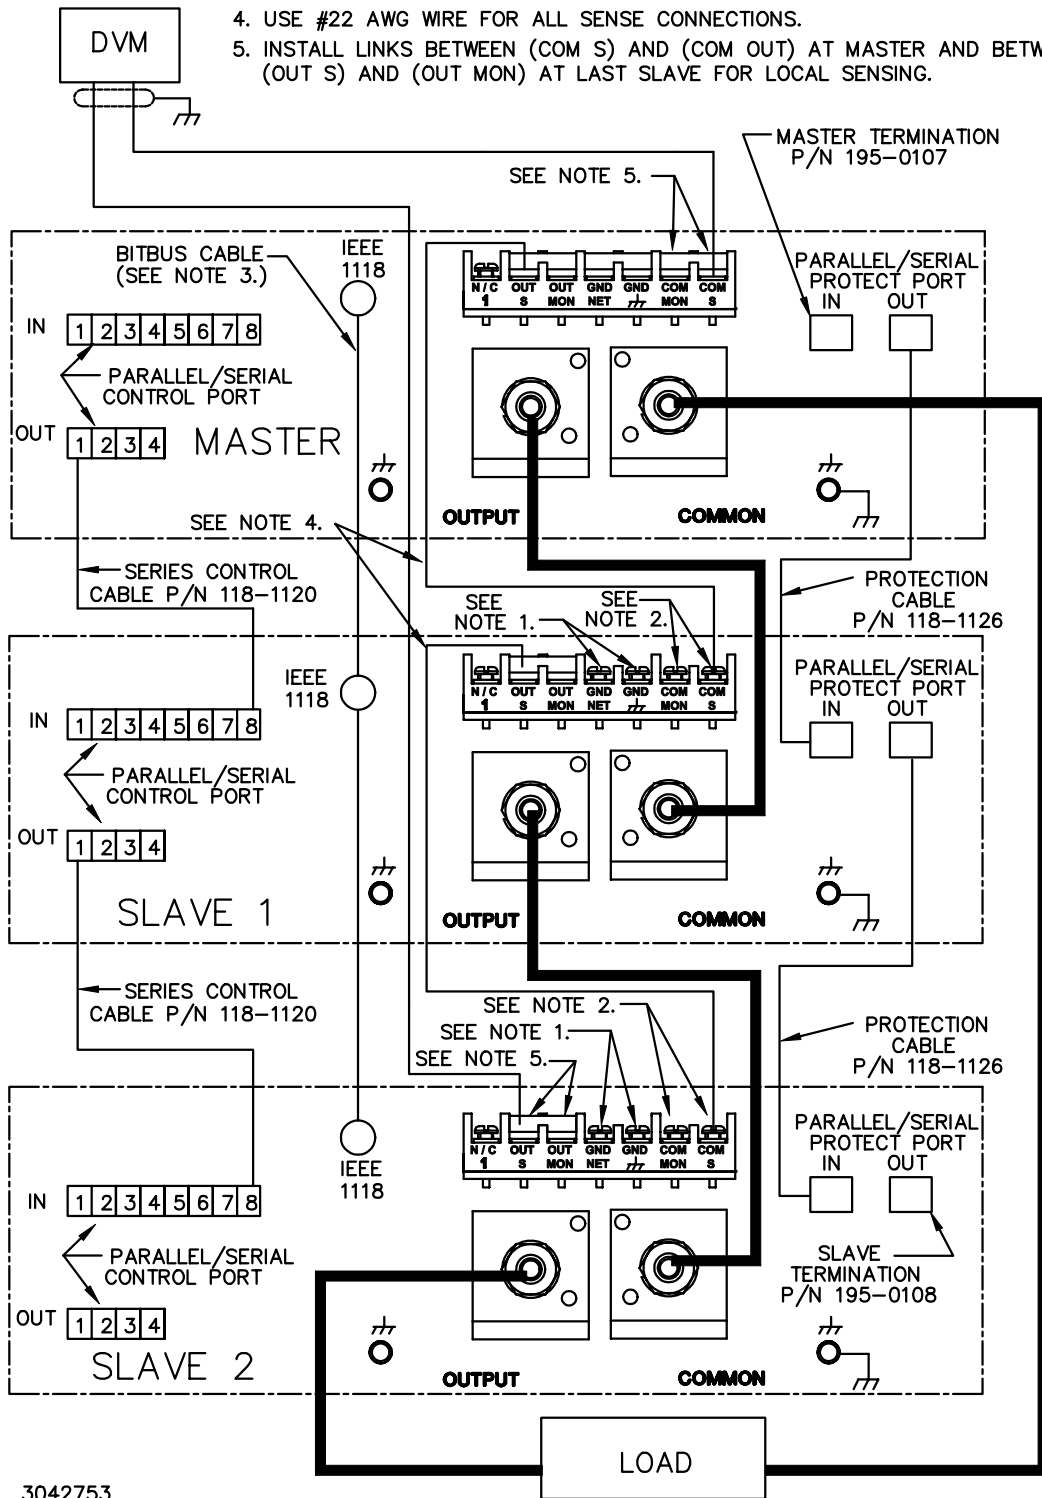 4. USE #22 AWG WIRE FOR ALL SENSE CONNECTIONS.
5. INSTALL LINKS BETWEEN (COM S) AND (COM OUT) AT MASTER AND BETW
(OUT S) AND (OUT MON) AT LAST SLAVE FOR LOCAL SENSING.
DVM
MASTER TERMINATION
P/N 195-0107
SEE NOTE 5.
BITBUS CABLE
(SEE NOTE 3.)
IEEE
1118
N/C OUT OUT GND GND COM COM
1 S MON NET MON S
PARALLEL/SERIAL
PROTECT PORT
IN OUT
IN 1 2 3 4 5 6 7 8
PARALLEL/SERIAL
CONTROL PORT
OUT 1 2 3 4
MASTER
OUTPUT COMMON
SEE NOTE 4.
SERIES CONTROL
CABLE P/N 118-1120
SEE
NOTE 1.
SEE
NOTE 2.
PROTECTION
CABLE
P/N 118-1126
IEEE
1118
N/C OUT OUT GND GND COM COM
1 S MON NET MON S
PARALLEL/SERIAL
PROTECT PORT
IN OUT
IN 1 2 3 4 5 6 7 8
PARALLEL/SERIAL
CONTROL PORT
OUT 1 2 3 4
SLAVE 1
OUTPUT COMMON
SERIES CONTROL
CABLE P/N 118-1120
SEE NOTE 2.
SEE NOTE 1.
SEE NOTE 5.
PROTECTION
CABLE
P/N 118-1126
N/C OUT OUT GND GND COM COM
1 S MON NET MON S
IEEE
1118
PARALLEL/SERIAL
PROTECT PORT
IN OUT
IN 1 2 3 4 5 6 7 8
PARALLEL/SERIAL
CONTROL PORT
OUT 1 2 3 4
SLAVE
TERMINATION
P/N 195-0108
SLAVE 2
OUTPUT COMMON
LOAD
3042753